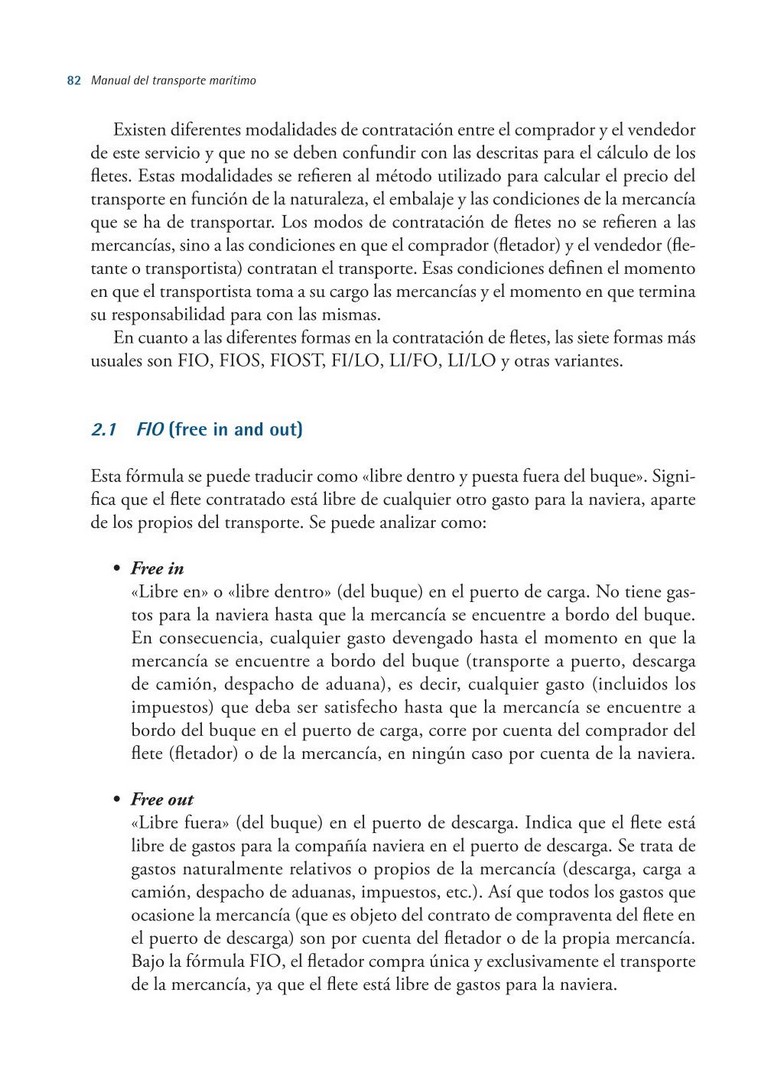 82 Manual del transporte marítimo
Existen diferentes modalidades de contratación entre el comprador y el vendedor
de este servicio y que no se deben confundir con las descritas para el cálculo de los
fletes. Estas modalidades se refieren al método utilizado para calcular el precio del
transporte en función de la naturaleza, el embalaje y las condiciones de la mercancía
que se ha de transportar. Los modos de contratación de fletes no se refieren a las
mercancías, sino a las condiciones en que el comprador (fletador) y el vendedor (fle-
tante o transportista) contratan el transporte. Esas condiciones definen el momento
en que el transportista toma a su cargo las mercancías y el momento en que termina
su responsabilidad para con las mismas.
En cuanto a las diferentes formas en la contratación de fletes, las siete formas más
usuales son FIO, FIOS, FIOST, FI/LO, LI/FO, LI/LO y otras variantes.
2.1 FIO (free in and out)
Esta fórmula se puede traducir como «libre dentro y puesta fuera del buque». Signi-
fica que el flete contratado está libre de cualquier otro gasto para la naviera, aparte
de los propios del transporte. Se puede analizar como:
• Free in
«Libre en» o «libre dentro» (del buque) en el puerto de carga. No tiene gas-
tos para la naviera hasta que la mercancía se encuentre a bordo del buque.
En consecuencia, cualquier gasto devengado hasta el momento en que la
mercancía se encuentre a bordo del buque (transporte a puerto, descarga
de camión, despacho de aduana), es decir, cualquier gasto (incluidos los
impuestos) que deba ser satisfecho hasta que la mercancía se encuentre a
bordo del buque en el puerto de carga, corre por cuenta del comprador del
flete (fletador) o de la mercancía, en ningún caso por cuenta de la naviera.
• Free out
«Libre fuera» (del buque) en el puerto de descarga. Indica que el flete está
libre de gastos para la compañía naviera en el puerto de descarga. Se trata de
gastos naturalmente relativos o propios de la mercancía (descarga, carga a
camión, despacho de aduanas, impuestos, etc.). Así que todos los gastos que
ocasione la mercancía (que es objeto del contrato de compraventa del flete en
el puerto de descarga) son por cuenta del fletador o de la propia mercancía.
Bajo la fórmula FIO, el fletador compra única y exclusivamente el transporte
de la mercancía, ya que el flete está libre de gastos para la naviera.